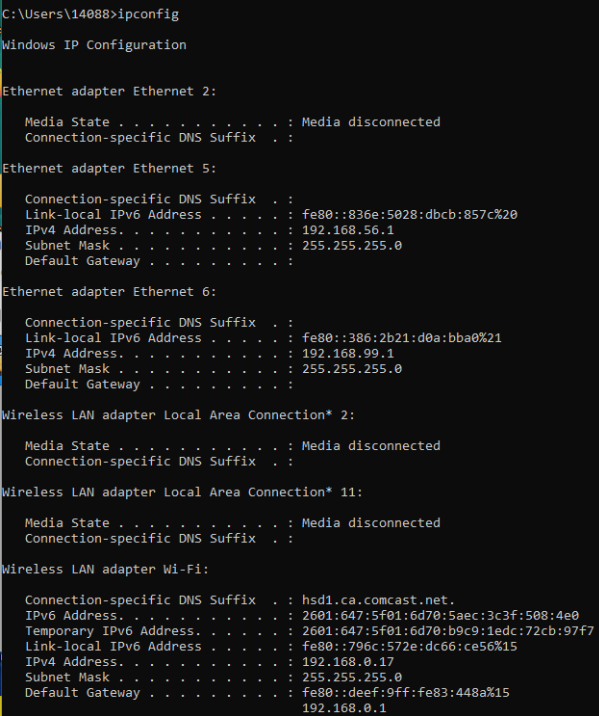 C:\Users\14088>ipconfig
Windows IP Configuration
Ethernet adapter Ethernet 2:
Media State . . . . . . . . . . . : Media disconnected
Connection-specific DNS Suffix  . :
Ethernet adapter Ethernet 5:
Connection-specific DNS Suffix  . :
Link-local IPv6 Address . . . . . : fe80::836e:5028:dbcb:857c%20
IPv4 Address. . . . . . . . . . . : 192.168.56.1
Subnet Mask . . . . . . . . . . . : 255.255.255.0
Default Gateway . . . . . . . . . :
Ethernet adapter Ethernet 6:
Connection-specific DNS Suffix  . :
Link-local IPv6 Address . . . . . : fe80::386:2b21:d0a:bba0%21
IPv4 Address. . . . . . . . . . . : 192.168.99.1
Subnet Mask . . . . . . . . . . . : 255.255.255.0
Default Gateway . . . . . . . . . :
Wireless LAN adapter Local Area Connection* 2:
Media State . . . . . . . . . . . : Media disconnected
Connection-specific DNS Suffix  . :
Wireless LAN adapter Local Area Connection* 11:
Media State . . . . . . . . . . . : Media disconnected
Connection-specific DNS Suffix  . :
Wireless LAN adapter Wi-Fi:
Connection-specific DNS Suffix  . : hsd1.ca.comcast.net.
IPv6 Address. . . . . . . . . . . : 2601:647:5f01:6d70:5aec:3c3f:508:4e0
Temporary IPv6 Address. . . . . . : 2601:647:5f01:6d70:b9c9:1edc:72cb:97f7
Link-local IPv6 Address . . . . . : fe80::796c:572e:dc66:ce56%15
IPv4 Address. . . . . . . . . . . : 192.168.0.17
Subnet Mask . . . . . . . . . . . : 255.255.255.0
Default Gateway . . . . . . . . . : fe80::deef:9ff:fe83:448a%15
192.168.0.1